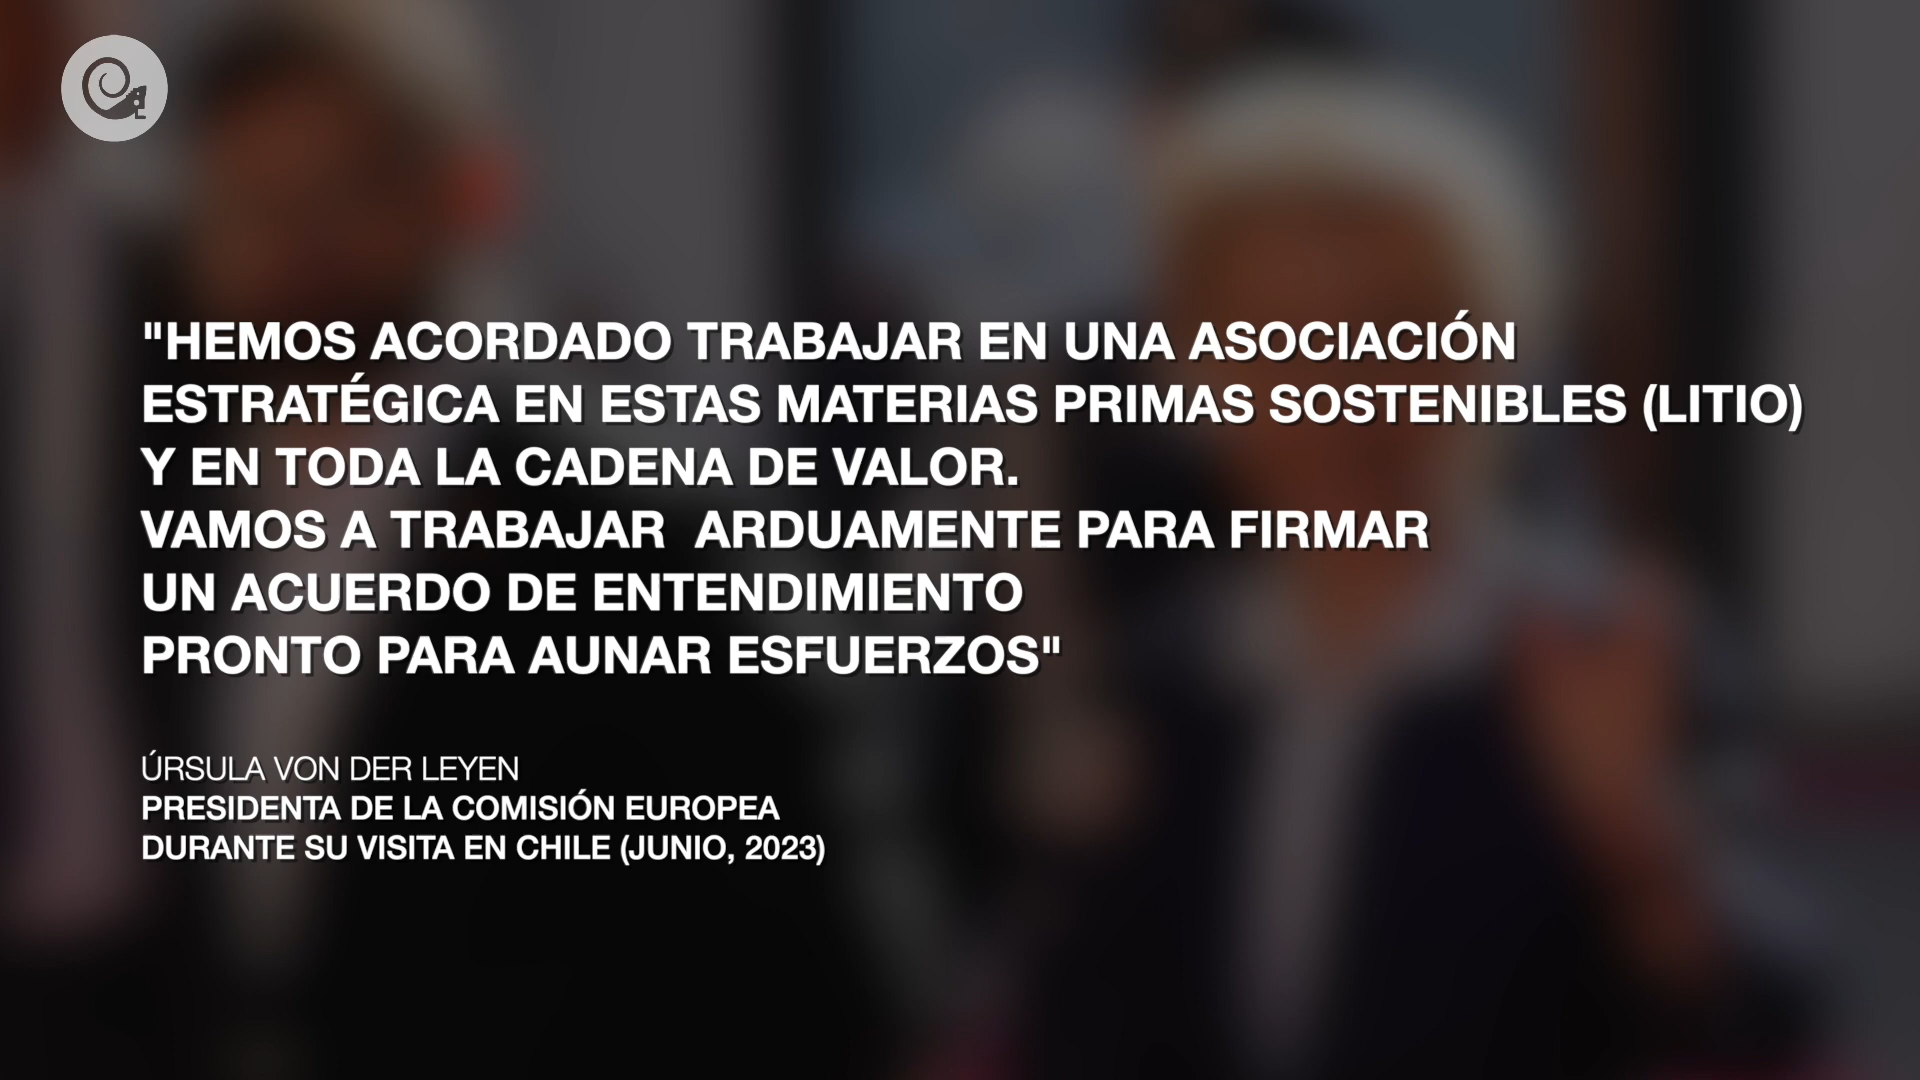 "HEMOS ACORDADO TRABAJAR EN UNA ASOCIACIÓN
ESTRATÉGICA EN ESTAS MATERIAS PRIMAS SOSTENIBLES (LITIO)
Y EN TODA LA CADENA DE VALOR.
VAMOS A TRABAJAR  ARDUAMENTE PARA FIRMAR
UN ACUERDO DE ENTENDIMIENTO
PRONTO PARA AUNAR ESFUERZOS"
ÚRSULA VON DER LEYEN
PRESIDENTA DE LA COMISIÓN EUROPEA
DURANTE SU VISITA EN CHILE (JUNIO, 2023)